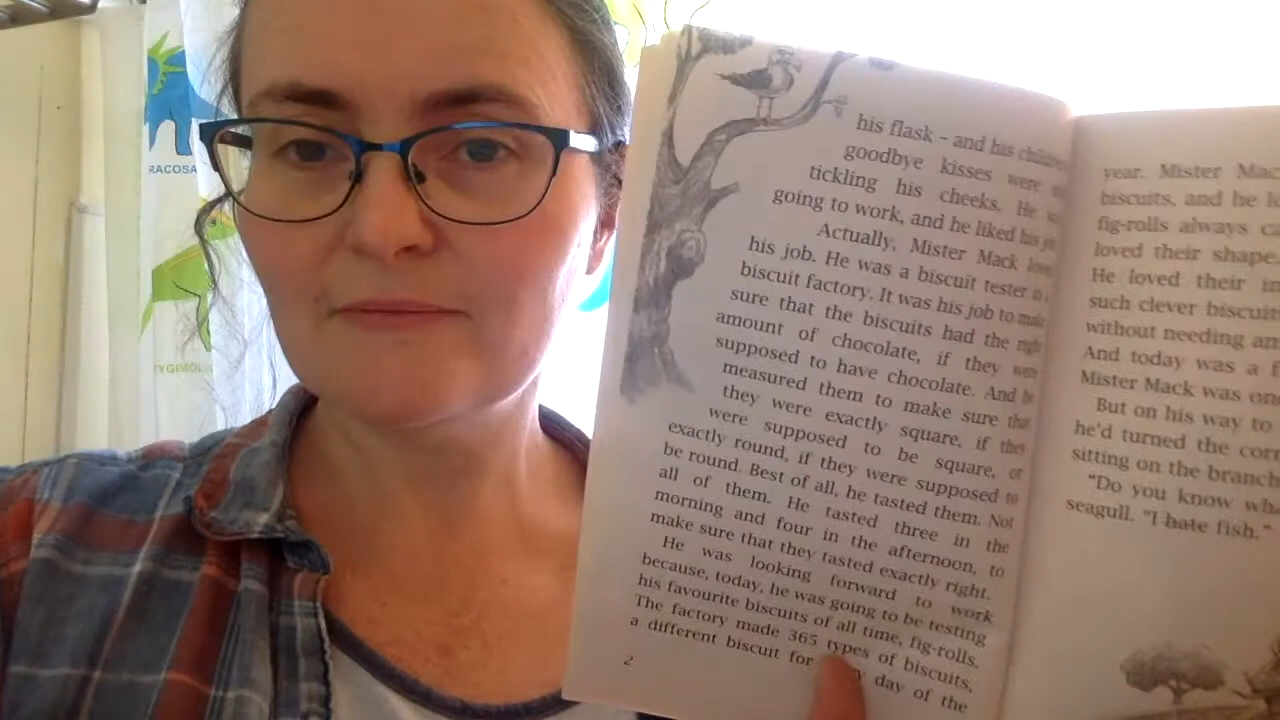 RACOSA
TYGEMOL
his flask – and his children
goodbye kisses were
tickling his cheeks. He
going to work, and he liked his
Actually, Mister Mack
his job. He was a biscuit tester in
biscuit factory. It was his job to make
sure that the biscuits had the right
amount of chocolate, if they were
supposed to have chocolate. And he
measured them to make sure that
they were exactly square, if they
were supposed to be square, or
exactly round, if they were supposed to
be round. Best of all, he tasted them. Not
all of them. He tasted three in the
morning and four in the afternoon, to
make sure that they tasted exactly right.
He was looking forward to work
because, today, he was going to be testing
his favourite biscuits of all time, fig-rolls.
The factory made 365 types of biscuits,
a different biscuit for day of the
2
year. Mister Mac
biscuits, and he
fig-rolls always
loved their shape.
He loved their
such clever biscuits
without needing
And today was a
Mister Mack was
But on his way to
he'd turned the
sitting on the branch
"Do you know
seagull. "I hate fish."